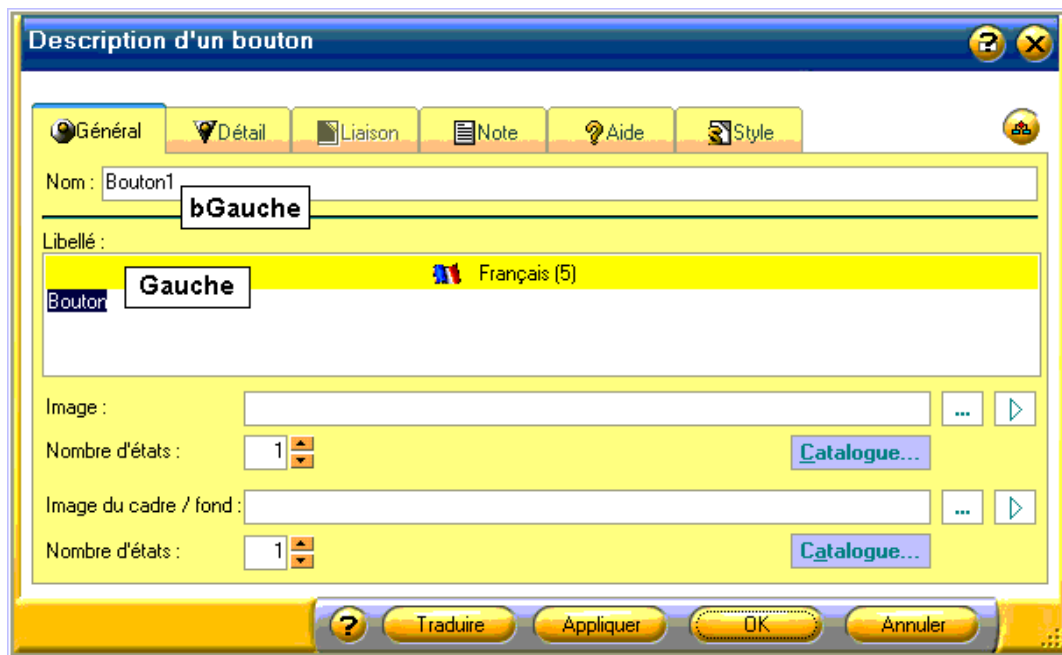 Description d'un bouton
Général Détail Liaison Note Aide Style
Nom : Bouton1
bGauche
Libellé :
Français (5)
Gauche
Bouton
Image : ...
Nombre d'états : 1 Catalogue...
Image du cadre / fond : ...
Nombre d'états : 1 Catalogue...
? Traduire Appliquer OK Annuler